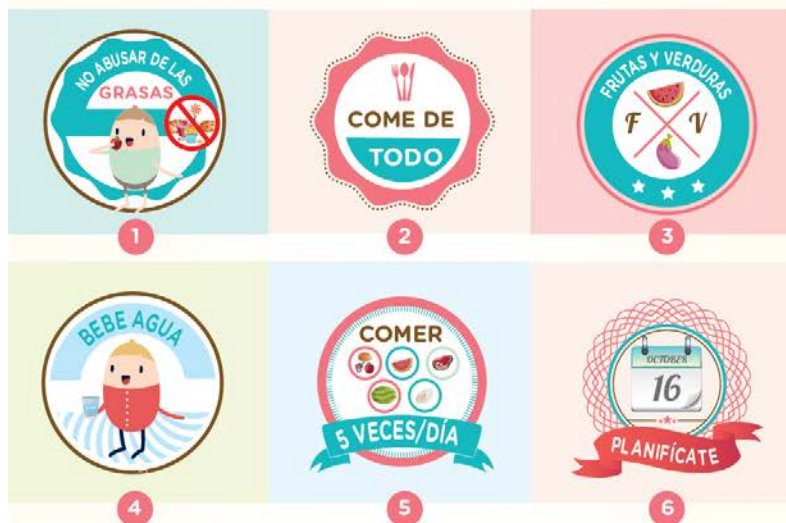 NO ABUSAR DE LAS
GRASAS
1
COME DE
TODO
2
FRUTAS Y VERDURAS
F V
3
BEBE AGUA
4
COMER
5 VECES/DÍA
5
OCTOBER
16
PLANIFÍCATE
6